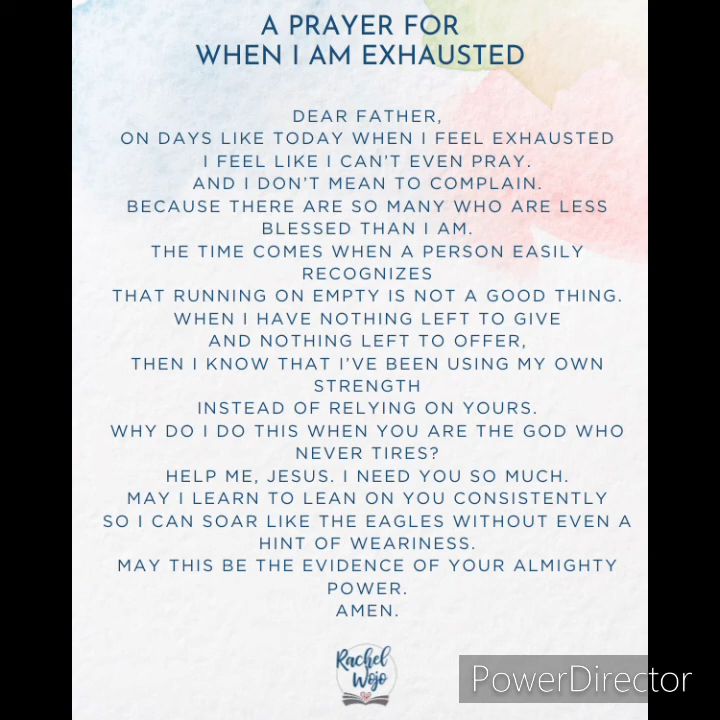 A PRAYER FOR
WHEN I AM EXHAUSTED
DEAR FATHER,
ON DAYS LIKE TODAY WHEN I FEEL EXHAUSTED
I FEEL LIKE I CAN'T EVEN PRAY.
AND I DON'T MEAN TO COMPLAIN.
BECAUSE THERE ARE SO MANY WHO ARE LESS
BLESSED THAN I AM.
THE TIME COMES WHEN A PERSON EASILY
RECOGNIZES
THAT RUNNING ON EMPTY IS NOT A GOOD THING.
WHEN I HAVE NOTHING LEFT TO GIVE
AND NOTHING LEFT TO OFFER,
THEN I KNOW THAT I'VE BEEN USING MY OWN
STRENGTH
INSTEAD OF RELYING ON YOURS.
WHY DO I DO THIS WHEN YOU ARE THE GOD WHO
NEVER TIRES?
HELP ME, JESUS. I NEED YOU SO MUCH.
MAY I LEARN TO LEAN ON YOU CONSISTENTLY
SO I CAN SOAR LIKE THE EAGLES WITHOUT EVEN A
HINT OF WEARINESS.
MAY THIS BE THE EVIDENCE OF YOUR ALMIGHTY
POWER.
AMEN.
Rachel
Wojo
PowerDirector